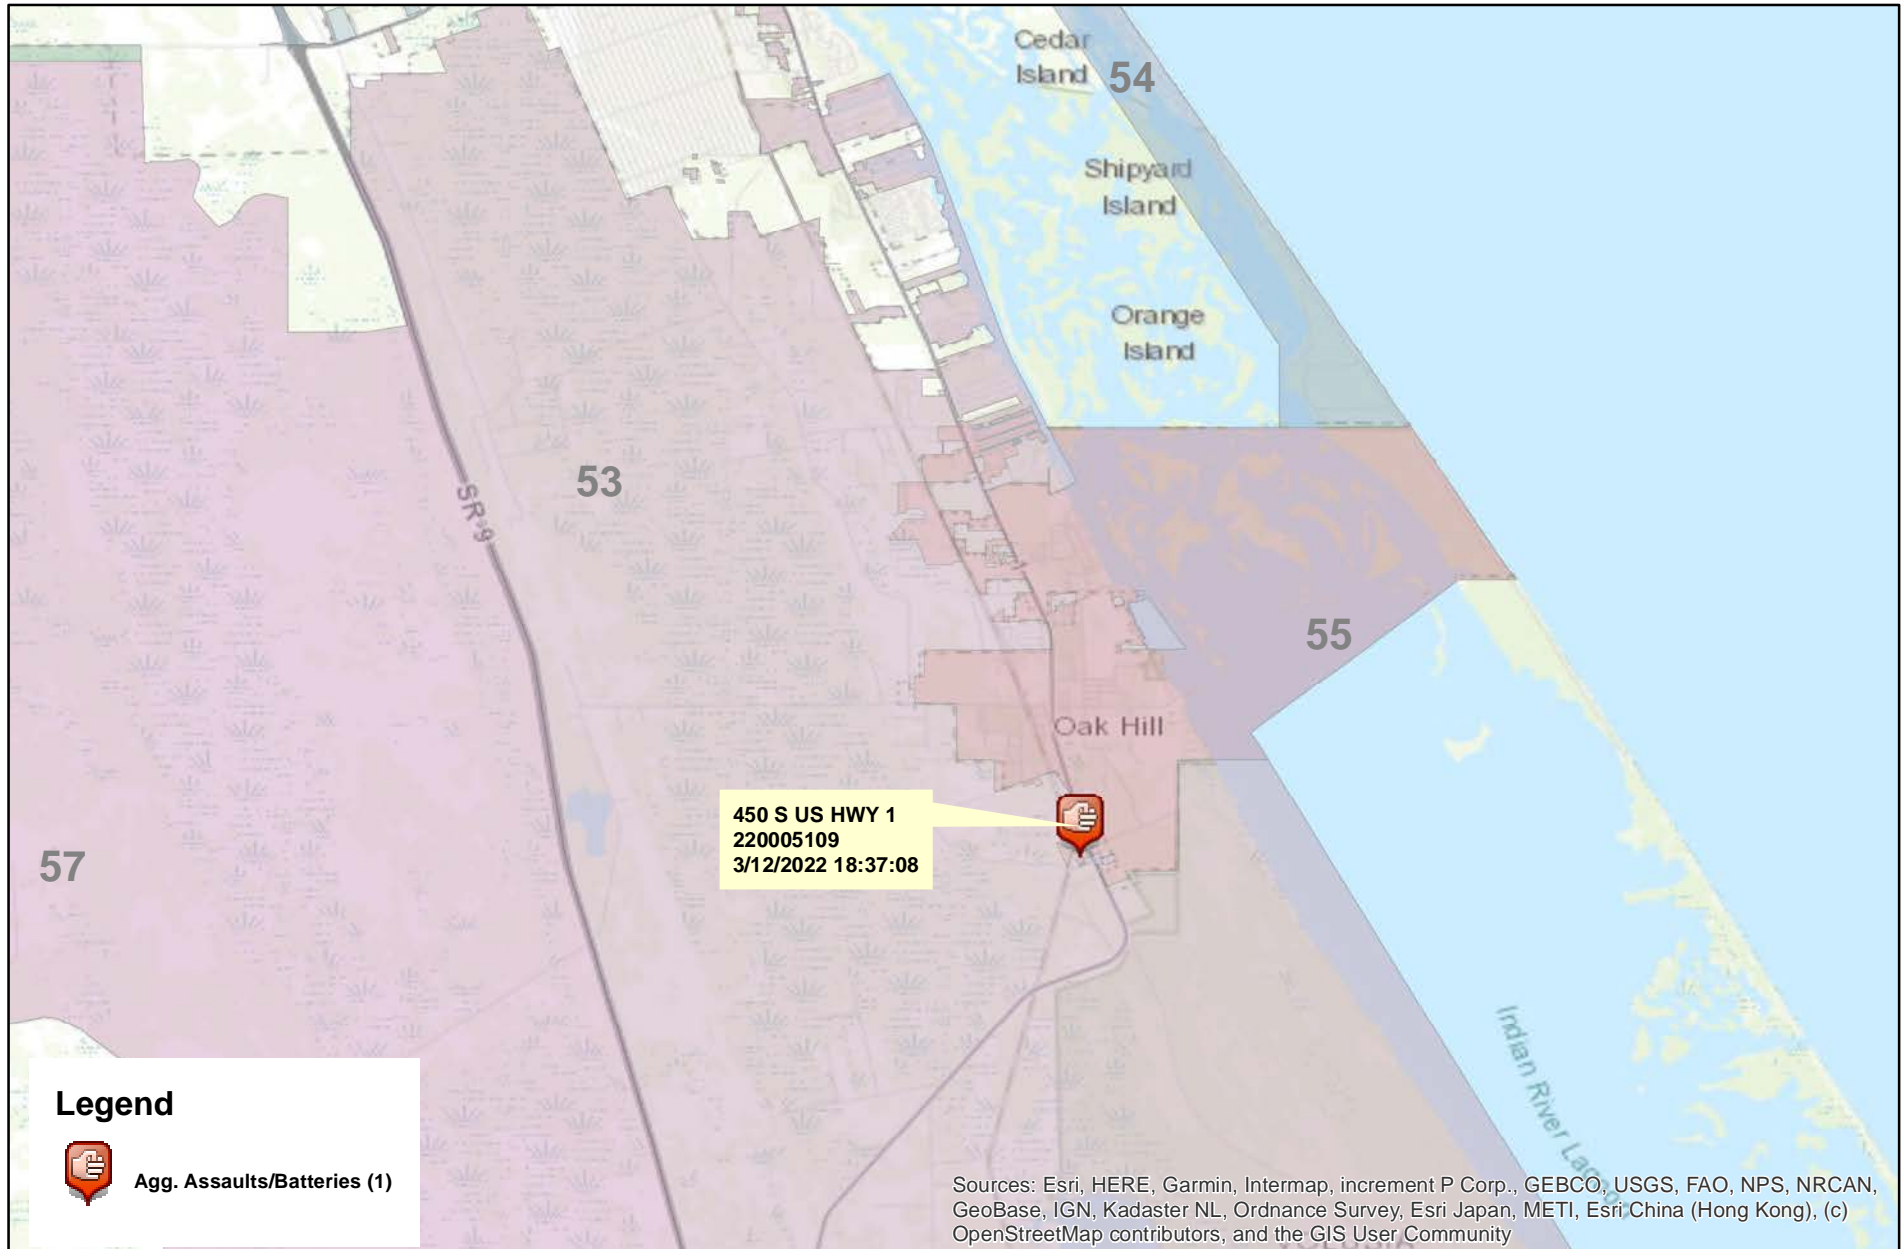 Cedar
Island
54
Shipyard
Island
Orange
Island
53
SR-9
55
Oak Hill
450 S US HWY 1
220005109
3/12/2022 18:37:08
57
Indian River Lagoon
Legend
Agg. Assaults/Batteries (1)
Sources: Esri, HERE, Garmin, Intermap, increment P Corp., GEBCO, USGS, FAO, NPS, NRCAN,
GeoBase, IGN, Kadaster NL, Ordnance Survey, Esri Japan, METI, Esri China (Hong Kong), (c)
OpenStreetMap contributors, and the GIS User Community